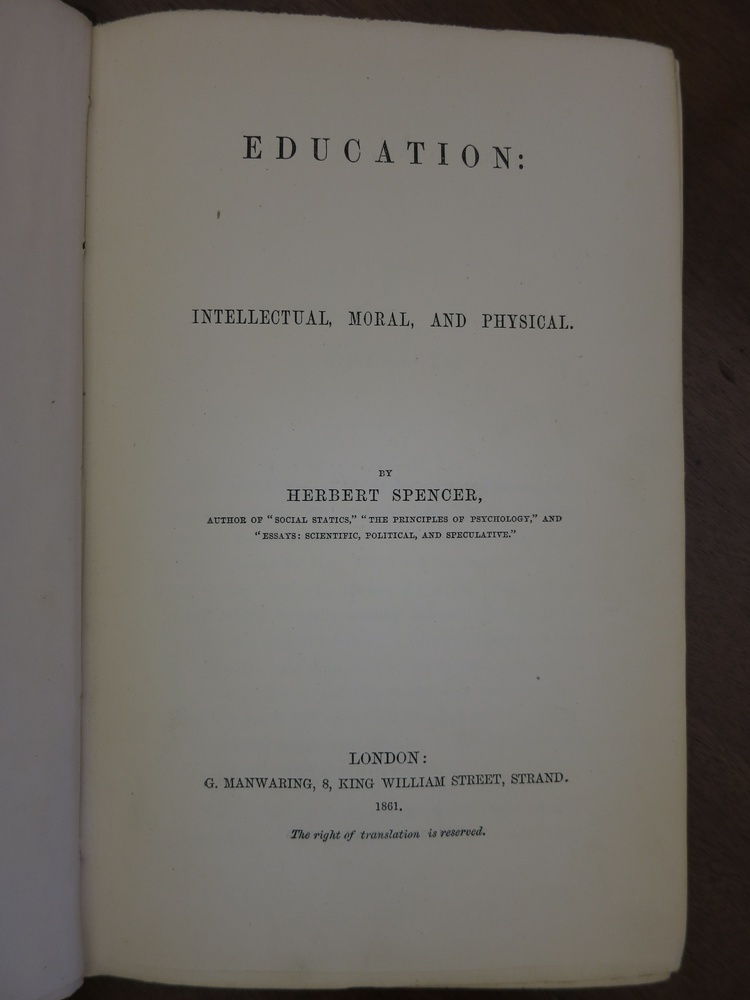 EDUCATION:
INTELLECTUAL, MORAL, AND PHYSICAL.
BY
HERBERT SPENCER,
AUTHOR OF "SOCIAL STATICS," "THE PRINCIPLES OF PSYCHOLOGY," AND
"ESSAYS: SCIENTIFIC, POLITICAL, AND SPECULATIVE."
LONDON:
G. MANWARING, 8, KING WILLIAM STREET, STRAND.
1861.
The right of translation is reserved.